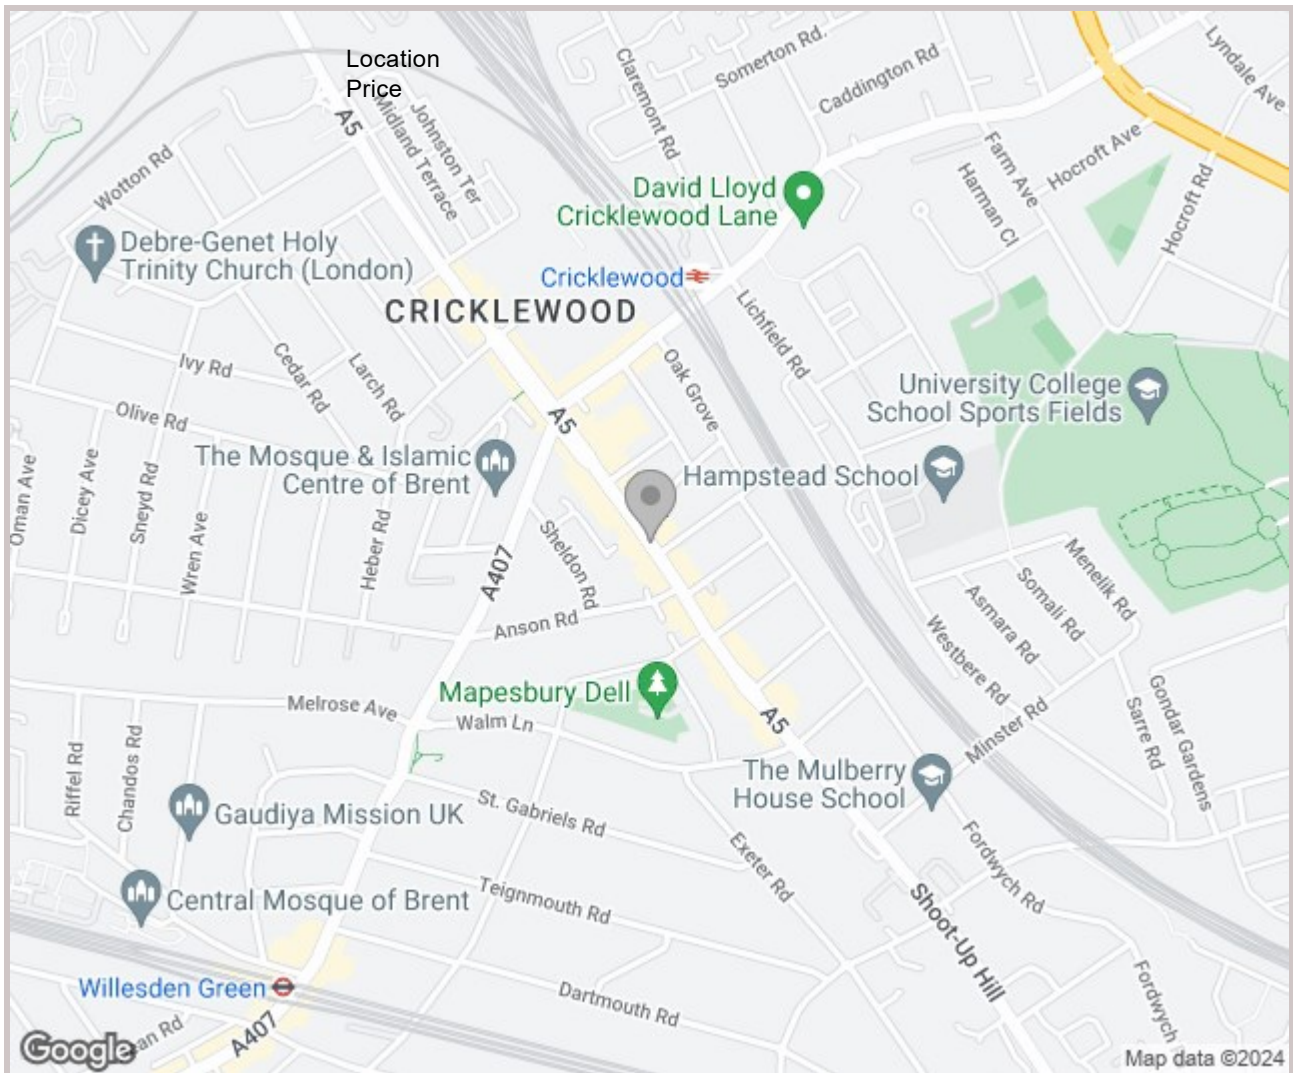 Location
Price
Somerton Rd.
Caddington Rd
Lyndale Ave
Claremont Rd
Johnston Ter
Midland Terrace
A5
Wotton Rd
Farm Ave
Hocroft Ave
Harman Cl
Hocroft Rd
David Lloyd
Cricklewood Lane
Debre-Genet Holy
Trinity Church (London)
Cricklewood
CRICKLEWOOD
Lichfield Rd
Ivy Rd
Cedar Rd
Larch Rd
Oak Grove
University College
School Sports Fields
Olive Rd
A5
The Mosque & Islamic
Centre of Brent
Hampstead School
Oman Ave
Dicey Ave
Sneyd Rd
Wren Ave
Heber Rd
A407
Sheldon Rd
Anson Rd
Menelik Rd
Somali Rd
Asmara Rd
Westbere Rd
Minster Rd
Sarre Rd
Gondar Gardens
Mapesbury Dell
Melrose Ave
Walm Ln
A5
Riffel Rd
Chandos Rd
The Mulberry
House School
Gaudiya Mission UK
St. Gabriels Rd
Exeter Rd
Fordwych Rd
Central Mosque of Brent
Teignmouth Rd
Shoot-Up Hill
Willesden Green
Dartmouth Rd
Fordwych
A407
Rd
Google
Map data ©2024